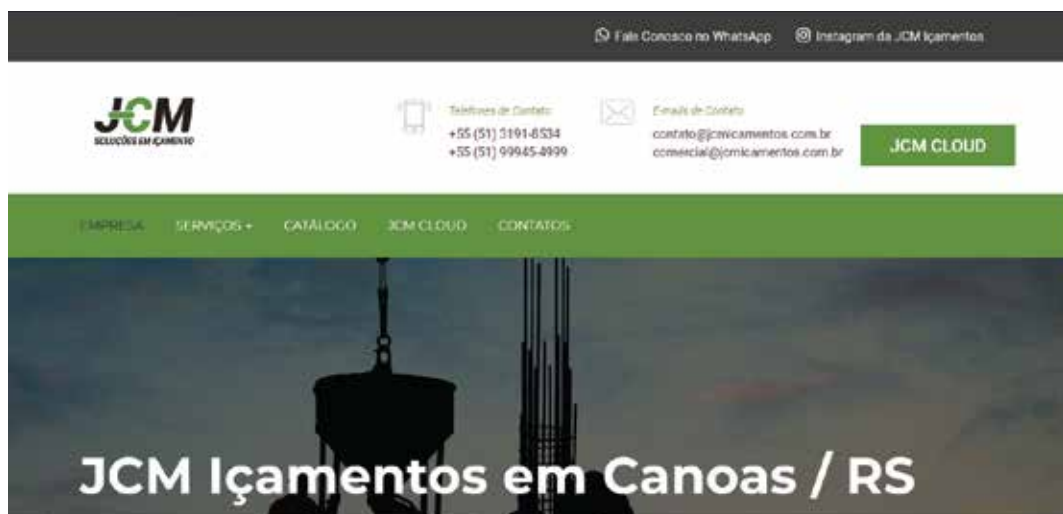 Fale Conosco no WhatsApp
Instagram da JCM Içamentos
JCM
SOLUÇÕES EM IÇAMENTO
Telefones de Contato
+55 (51) 3191-8534
+55 (51) 99945-4999
E-mails de Contato
contato@jcmicamentos.com.br
comercial@jcmicamentos.com.br
JCM CLOUD
EMPRESA SERVIÇOS + CATÁLOGO JCM CLOUD CONTATOS
JCM Içamentos em Canoas / RS